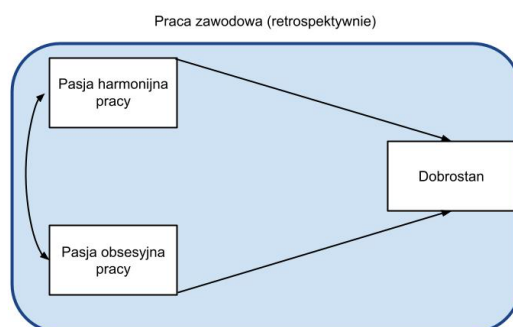 Praca zawodowa (retrospektywnie)
Pasja harmonijna
pracy
Dobrostan
Pasja obsesyjna
pracy